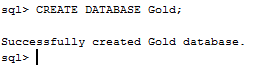 sql> CREATE DATABASE Gold;
Successfully created Gold database.
sql>